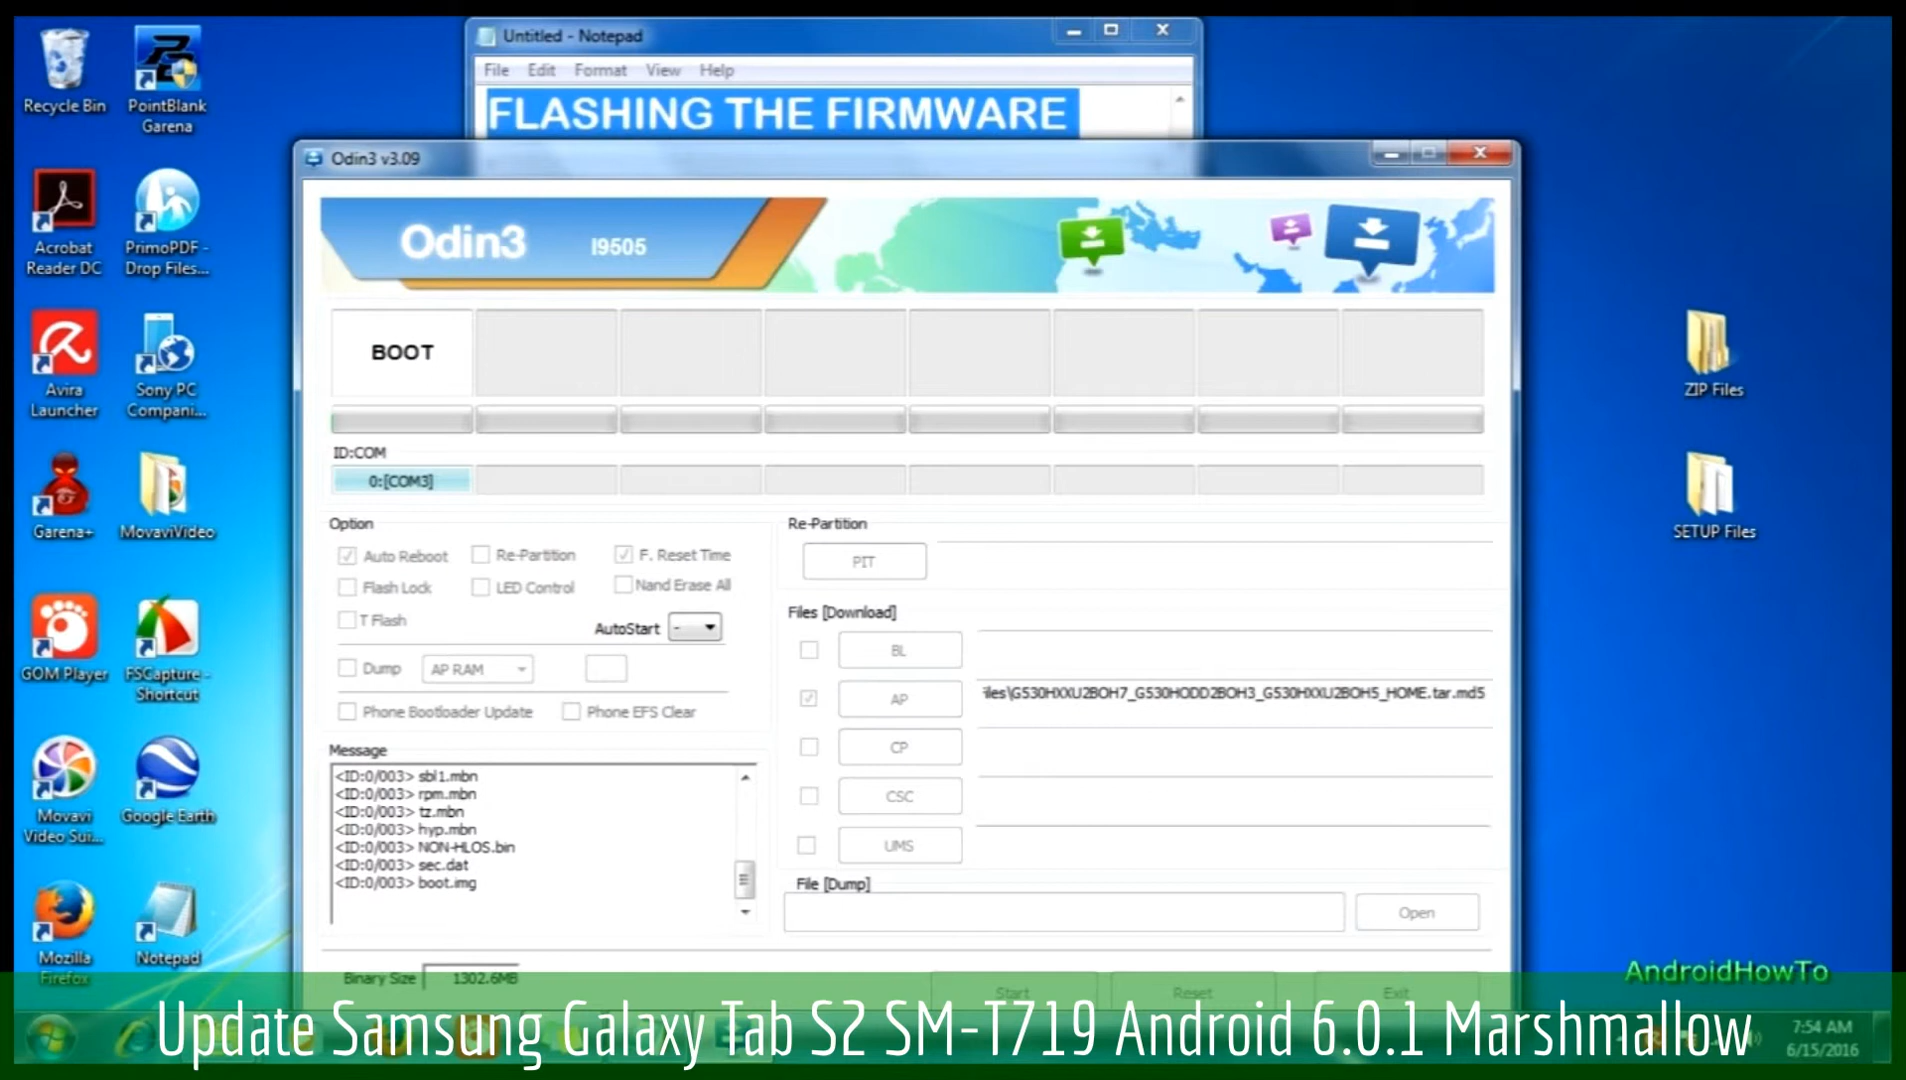 Recycle Bin
PointBlank Garena
Acrobat Reader DC
PrimoPDF - Drop Files...
Avira Launcher
Sony PC Compani...
Garena+
MovaviVideo
GOM Player
FSCapture - Shortcut
Movavi Video Sui...
Google Earth
Mozilla Firefox
Notepad
Untitled - Notepad
File Edit Format View Help
FLASHING THE FIRMWARE
Odin3 v3.09
Odin3 I9505
BOOT
ID:COM
0:[COM3]
Option
Auto Reboot Re-Partition F. Reset Time
Flash Lock LED Control Nand Erase All
T Flash
AutoStart -
Dump AP RAM
Phone Bootloader Update Phone EFS Clear
Message
<ID:0/003> sbl1.mbn
<ID:0/003> rpm.mbn
<ID:0/003> tz.mbn
<ID:0/003> hyp.mbn
<ID:0/003> NON-HLOS.bin
<ID:0/003> sec.dat
<ID:0/003> boot.img
Binary Size 1302.6MB
Re-Partition
PIT
Files [Download]
BL
AP iles\G530HXXU2BOH7_G530HODD2BOH3_G530HXXU2BOH5_HOME.tar.md5
CP
CSC
UMS
File [Dump]
Open
Start Reset Exit
ZIP Files
SETUP Files
AndroidHowTo
Update Samsung Galaxy Tab S2 SM-T719 Android 6.0.1 Marshmallow
7:54 AM
6/15/2016